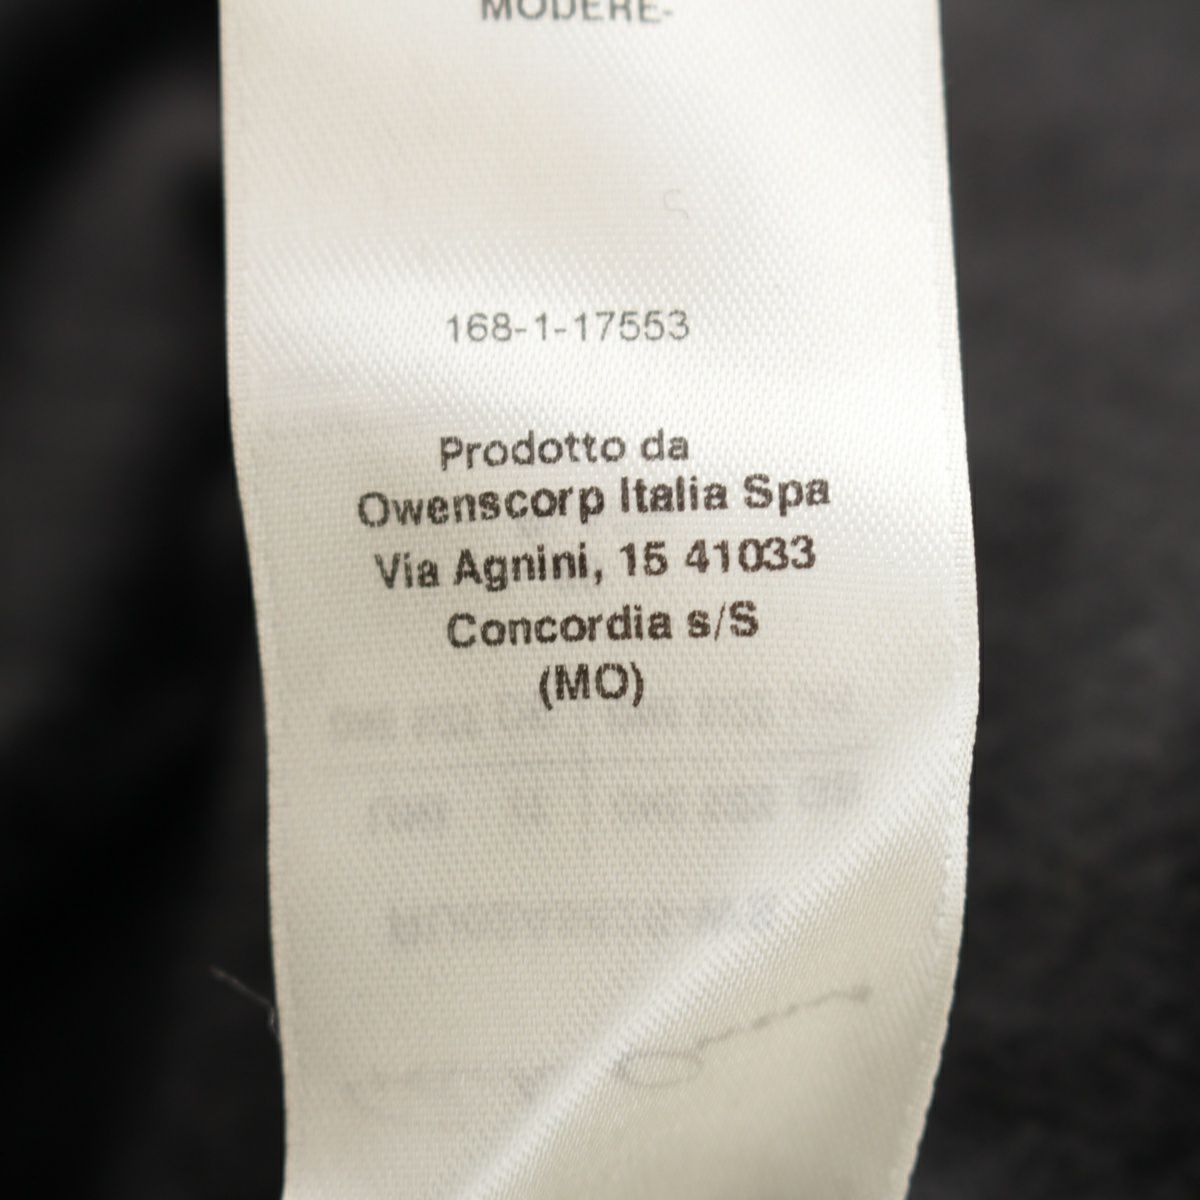 MODERE-
168-1-17553
Prodotto da
Owenscorp Italia Spa
Via Agnini, 15 41033
Concordia s/S
(MO)